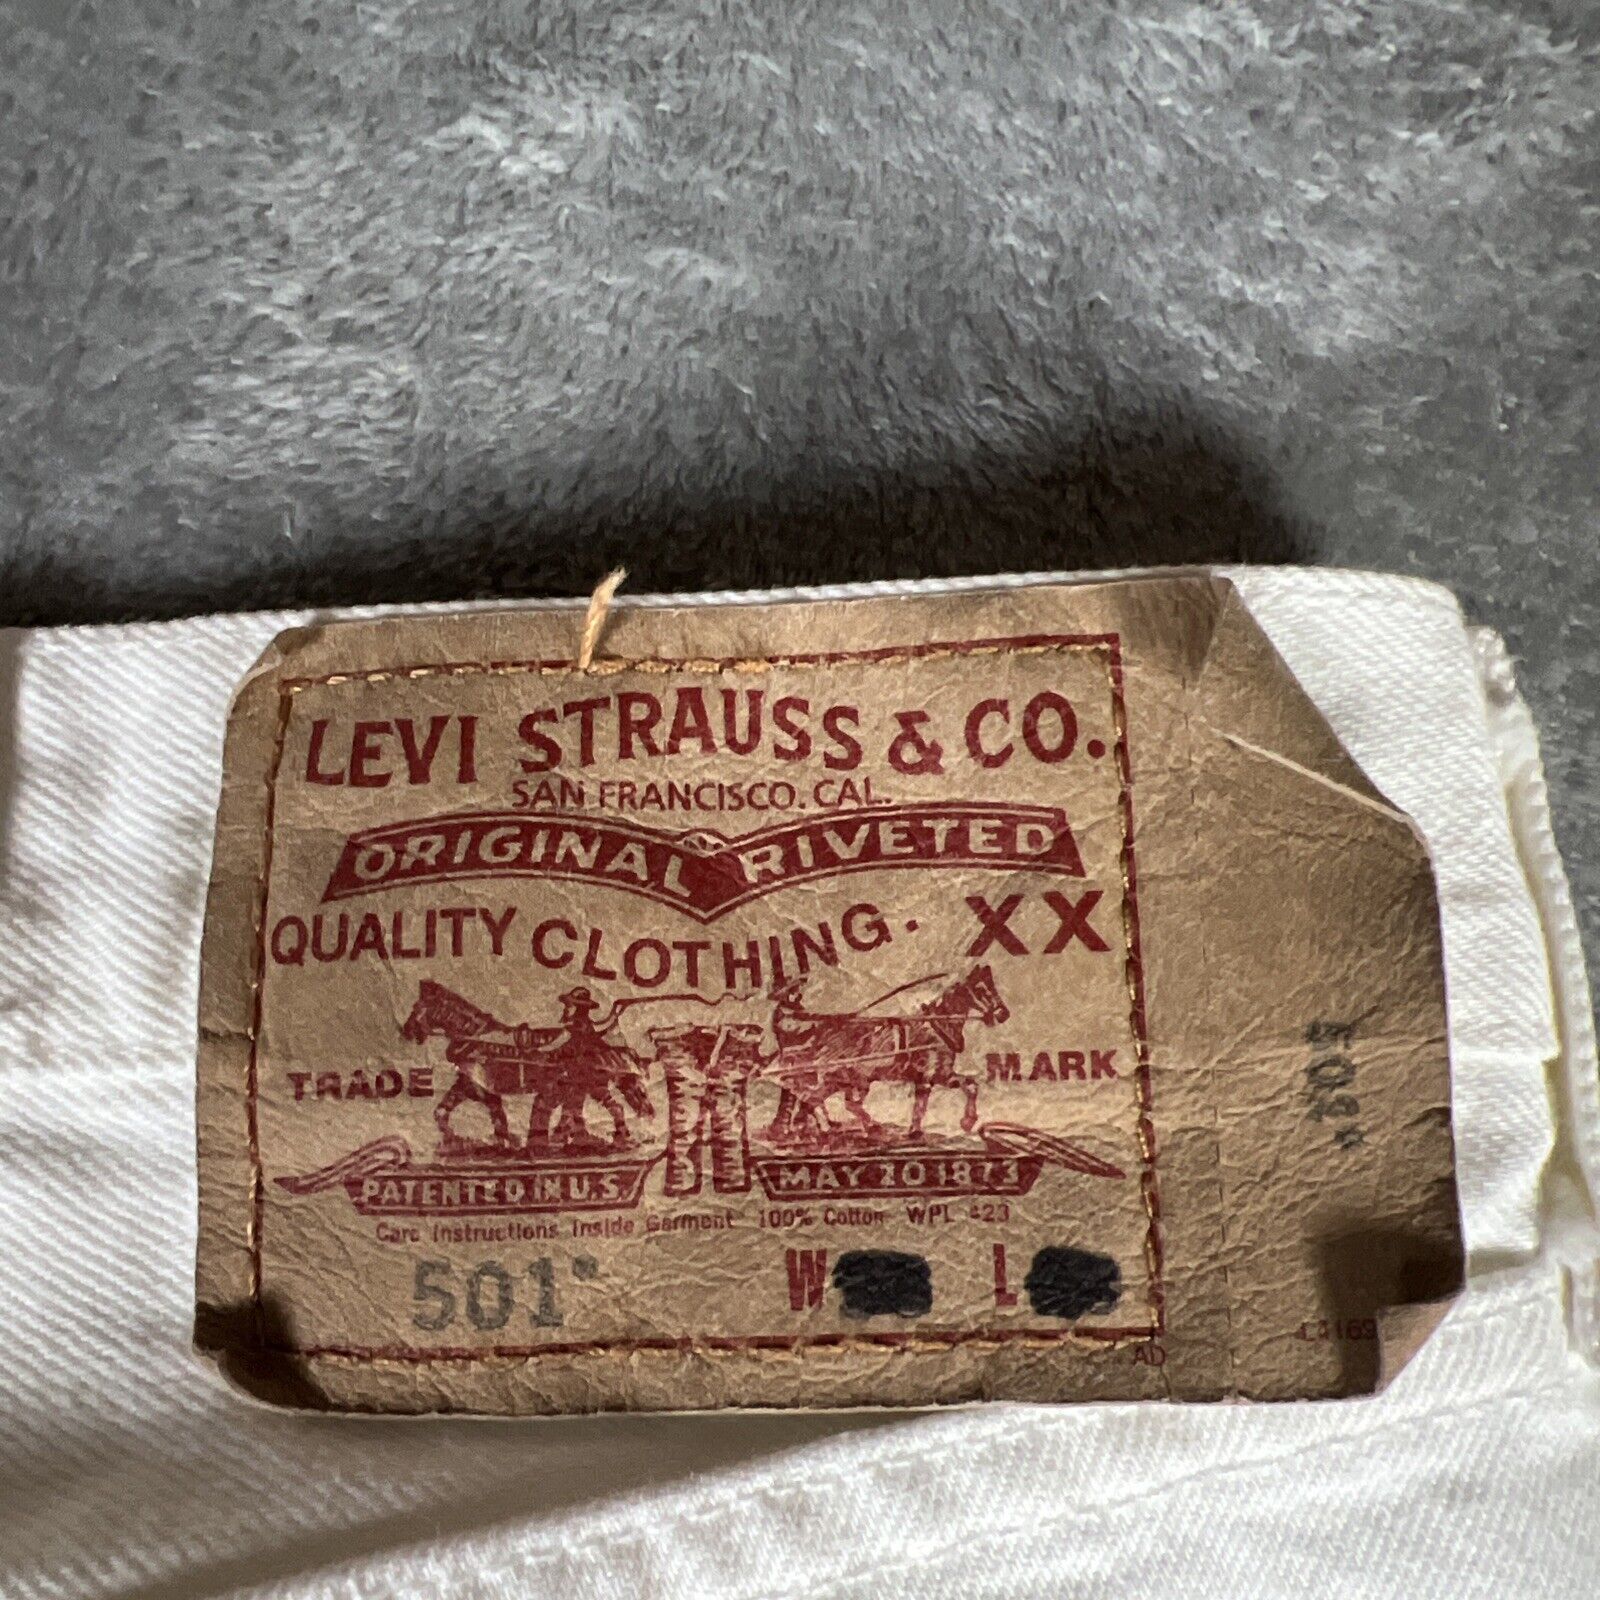 LEVI STRAUSS & CO.
SAN FRANCISCO. CAL.
ORIGINAL RIVETED
QUALITY CLOTHING. XX
TRADE MARK
PATENTED IN U.S. MAY 20 1873
Care Instructions Inside Garment 100% Cotton WPL 423
501" W L
AD